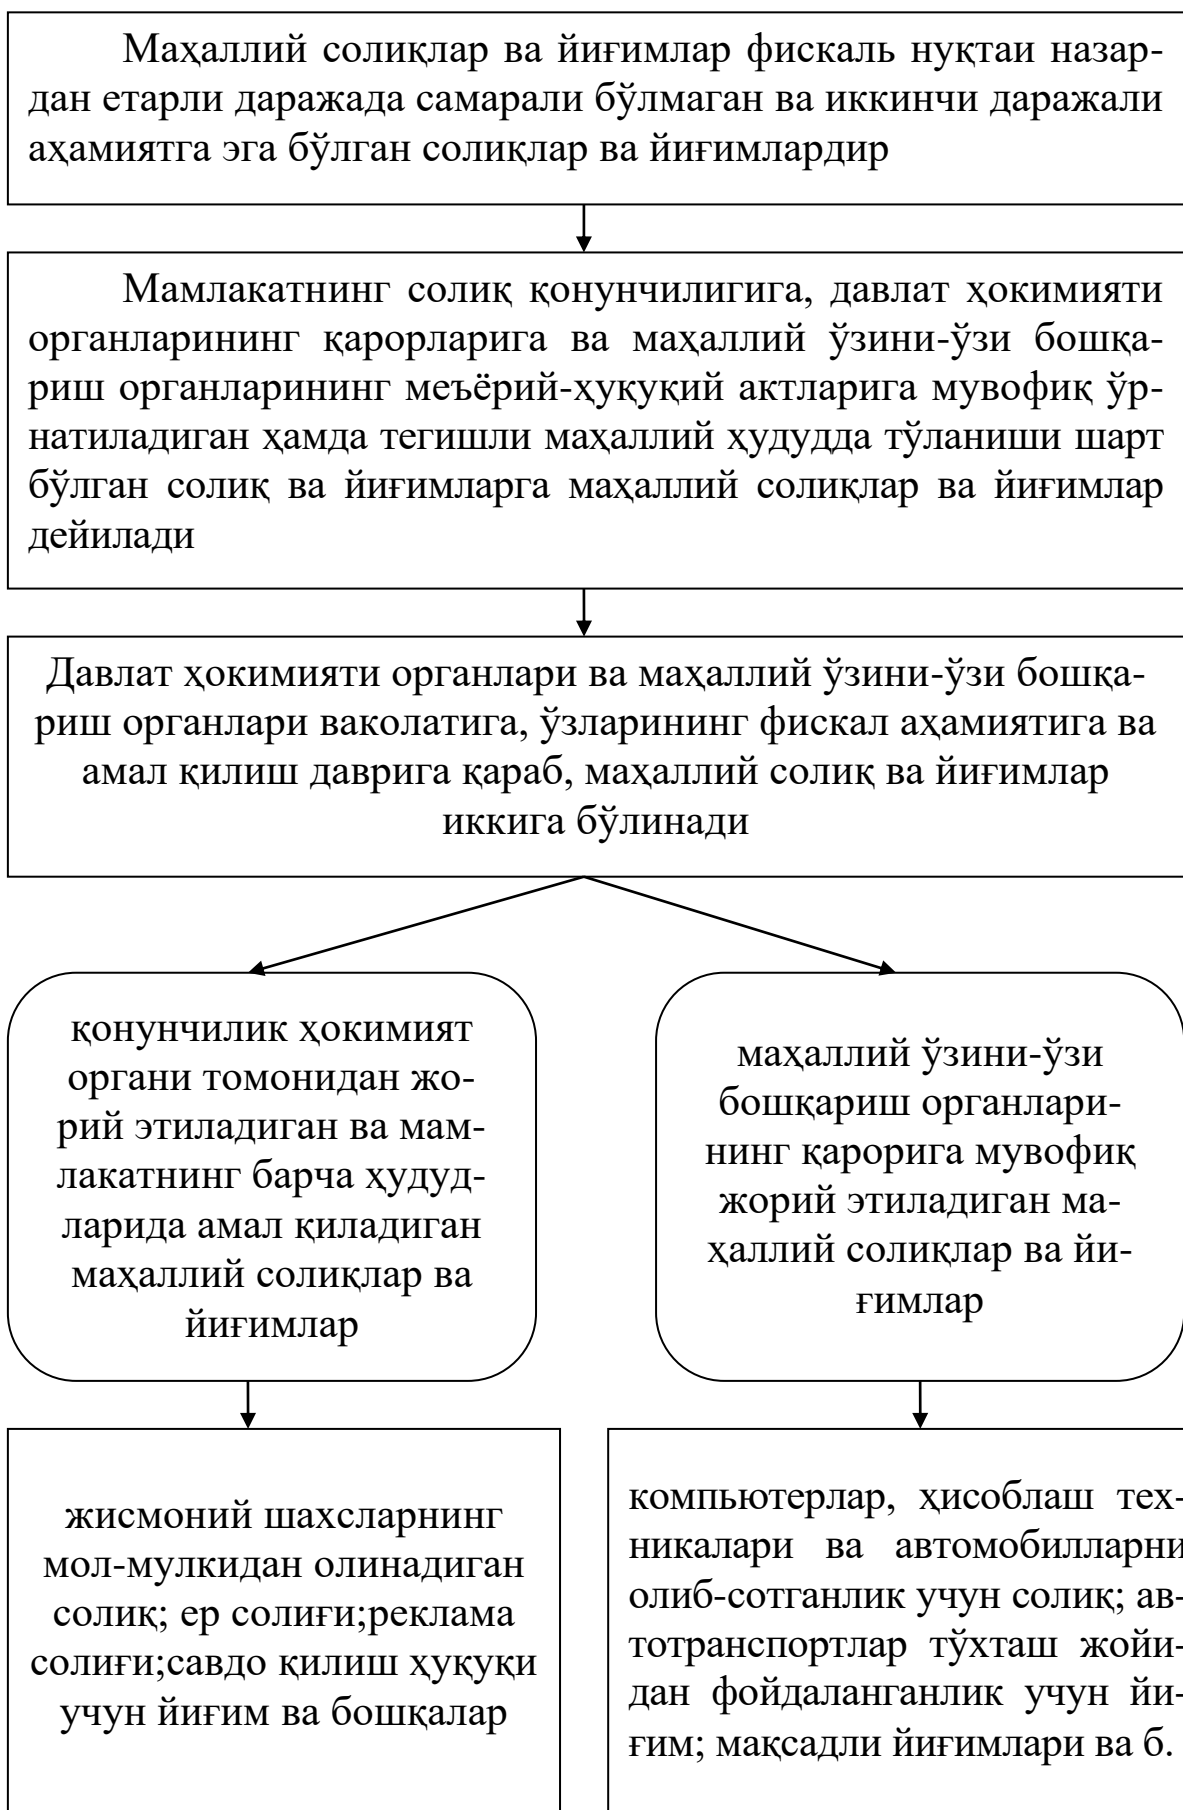 Маҳаллий солиқлар ва йиғимлар фискаль нуқтаи назар-
дан етарли даражада самарали бўлмаган ва иккинчи даражали
аҳамиятга эга бўлган солиқлар ва йиғимлардир
Мамлакатнинг солиқ қонунчилигига, давлат ҳокимияти
органларининг қарорларига ва маҳаллий ўзини-ўзи бошқа-
риш органларининг меъёрий-ҳуқуқий актларига мувофиқ ўр-
натиладиган ҳамда тегишли маҳаллий ҳудудда тўланиши шарт
бўлган солиқ ва йиғимларга маҳаллий солиқлар ва йиғимлар
дейилади
Давлат ҳокимияти органлари ва маҳаллий ўзини-ўзи бошқа-
риш органлари ваколатига, ўзларининг фискал аҳамиятига ва
амал қилиш даврига қараб, маҳаллий солиқ ва йиғимлар
иккига бўлинади
қонунчилик ҳокимият
органи томонидан жо-
рий этиладиган ва мам-
лакатнинг барча ҳудуд-
ларида амал қиладиган
маҳаллий солиқлар ва
йиғимлар
маҳаллий ўзини-ўзи
бошқариш органлари-
нинг қарорига мувофиқ
жорий этиладиган ма-
ҳаллий солиқлар ва йи-
ғимлар
жисмоний шахсларнинг
мол-мулкидан олинадиган
солиқ; ер солиғи;реклама
солиғи;савдо қилиш ҳуқуқи
учун йиғим ва бошқалар
компьютерлар, ҳисоблаш тех-
никалари ва автомобилларни
олиб-сотганлик учун солиқ; ав-
тотранспортлар тўхташ жойи-
дан фойдаланганлик учун йи-
ғим; мақсадли йиғимлари ва б.